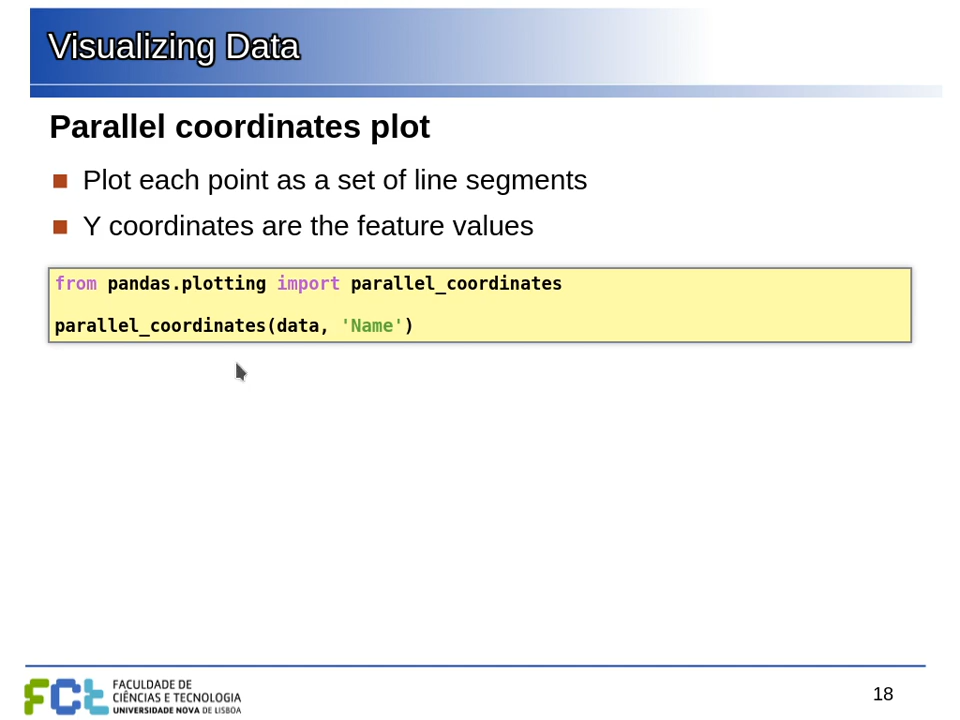 Visualizing Data
Parallel coordinates plot
Plot each point as a set of line segments
Y coordinates are the feature values
from pandas.plotting import parallel_coordinates
parallel_coordinates(data, 'Name')
FCt
FACULDADE DE
CIÊNCIAS E TECNOLOGIA
UNIVERSIDADE NOVA DE LISBOA
18